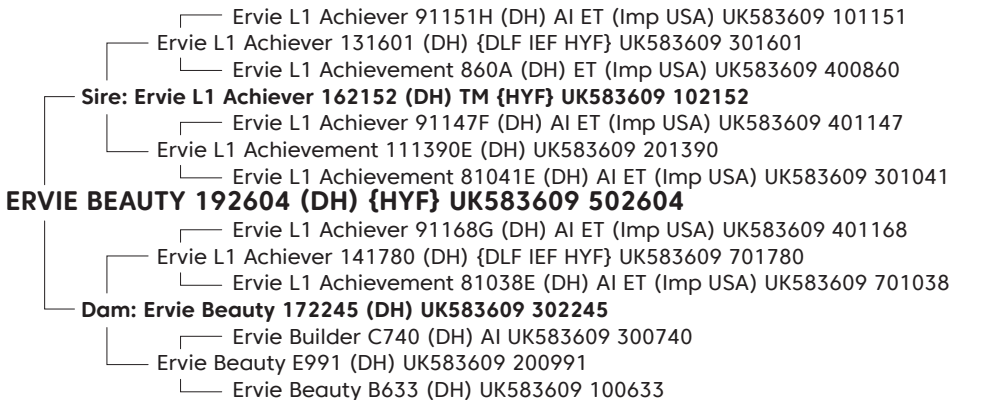 Ervie L1 Achiever 91151H (DH) AI ET (Imp USA) UK583609 101151
Ervie L1 Achiever 131601 (DH) {DLF IEF HYF} UK583609 301601
Ervie L1 Achievement 860A (DH) ET (Imp USA) UK583609 400860
Sire: Ervie L1 Achiever 162152 (DH) TM {HYF} UK583609 102152
Ervie L1 Achiever 91147F (DH) AI ET (Imp USA) UK583609 401147
Ervie L1 Achievement 111390E (DH) UK583609 201390
Ervie L1 Achievement 81041E (DH) AI ET (Imp USA) UK583609 301041
ERVIE BEAUTY 192604 (DH) {HYF} UK583609 502604
Ervie L1 Achiever 91168G (DH) AI ET (Imp USA) UK583609 401168
Ervie L1 Achiever 141780 (DH) {DLF IEF HYF} UK583609 701780
Ervie L1 Achievement 81038E (DH) AI ET (Imp USA) UK583609 701038
Dam: Ervie Beauty 172245 (DH) UK583609 302245
Ervie Builder C740 (DH) AI UK583609 300740
Ervie Beauty E991 (DH) UK583609 200991
Ervie Beauty B633 (DH) UK583609 100633